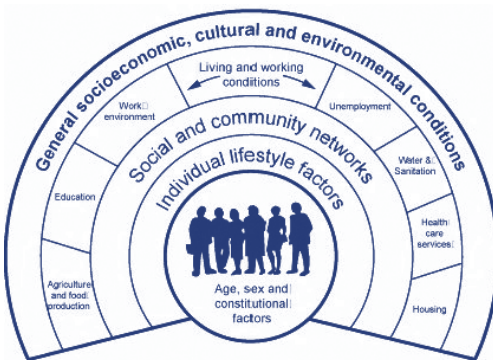 General socioeconomic, cultural and environmental conditions
Living and working
conditions
Work
environment
Unemployment
Social and community networks
Individual lifestyle factors
Education
Water &
Sanitation
Health
care
services
Agriculture
and food
production
Housing
Age, sex and
constitutional
factors